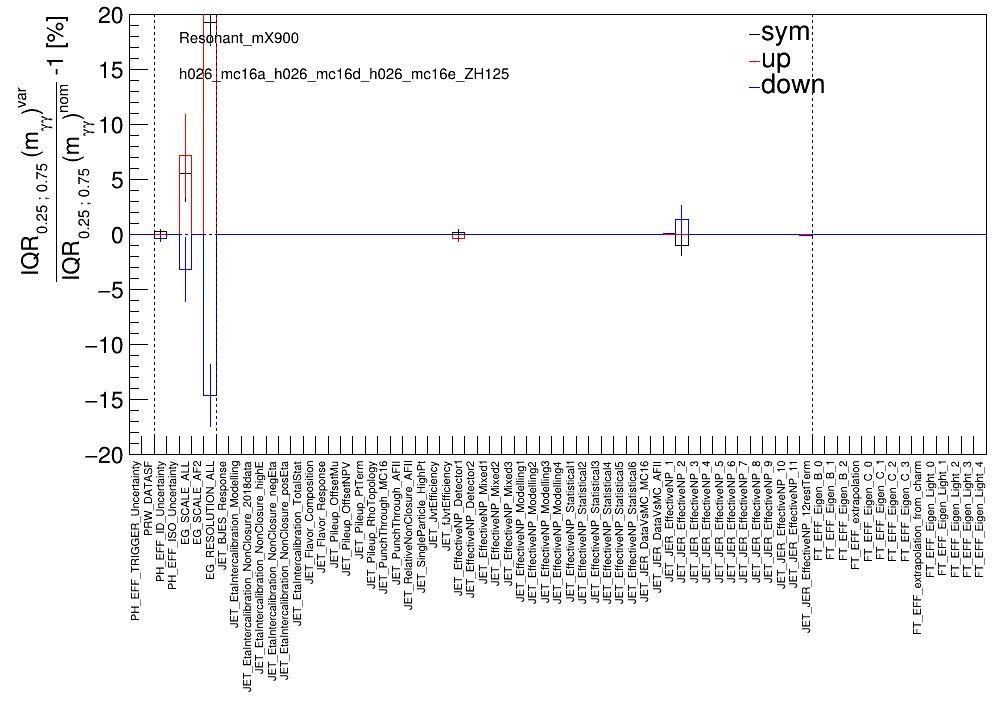 IQR0.25 ; 0.75 (mγγ)var
IQR0.25 ; 0.75 (mγγ)nom -1 [%]
20
15
10
5
0
−5
−10
−15
−20
Resonant_mX900
h026_mc16a_h026_mc16d_h026_mc16e_ZH125
sym
up
down
PH_EFF_TRIGGER_Uncertainty
PRW_DATASF
PH_EFF_ID_Uncertainty
PH_EFF_ISO_Uncertainty
EG_SCALE_ALL
EG_SCALE_AF2
EG_RESOLUTION_ALL
JET_BJES_Response
JET_EtaIntercalibration_Modelling
JET_EtaIntercalibration_NonClosure_2018data
JET_EtaIntercalibration_NonClosure_highE
JET_EtaIntercalibration_NonClosure_negEta
JET_EtaIntercalibration_NonClosure_posEta
JET_EtaIntercalibration_TotalStat
JET_Flavor_Composition
JET_Flavor_Response
JET_Pileup_OffsetMu
JET_Pileup_OffsetNPV
JET_Pileup_PtTerm
JET_Pileup_RhoTopology
JET_PunchThrough_MC16
JET_PunchThrough_AFII
JET_RelativeNonClosure_AFII
JET_SingleParticle_HighPt
JET_JvtEfficiency
JET_fJvtEfficiency
JET_EffectiveNP_Detector1
JET_EffectiveNP_Detector2
JET_EffectiveNP_Mixed1
JET_EffectiveNP_Mixed2
JET_EffectiveNP_Mixed3
JET_EffectiveNP_Modelling1
JET_EffectiveNP_Modelling2
JET_EffectiveNP_Modelling3
JET_EffectiveNP_Modelling4
JET_EffectiveNP_Statistical1
JET_EffectiveNP_Statistical2
JET_EffectiveNP_Statistical3
JET_EffectiveNP_Statistical4
JET_EffectiveNP_Statistical5
JET_EffectiveNP_Statistical6
JET_JER_DataVsMC_MC16
JET_JER_DataVsMC_AFII
JET_JER_EffectiveNP_1
JET_JER_EffectiveNP_2
JET_JER_EffectiveNP_3
JET_JER_EffectiveNP_4
JET_JER_EffectiveNP_5
JET_JER_EffectiveNP_6
JET_JER_EffectiveNP_7
JET_JER_EffectiveNP_8
JET_JER_EffectiveNP_9
JET_JER_EffectiveNP_10
JET_JER_EffectiveNP_11
JET_JER_EffectiveNP_12restTerm
FT_EFF_Eigen_B_0
FT_EFF_Eigen_B_1
FT_EFF_Eigen_B_2
FT_EFF_extrapolation
FT_EFF_Eigen_C_0
FT_EFF_Eigen_C_1
FT_EFF_Eigen_C_2
FT_EFF_Eigen_C_3
FT_EFF_extrapolation_from_charm
FT_EFF_Eigen_Light_0
FT_EFF_Eigen_Light_1
FT_EFF_Eigen_Light_2
FT_EFF_Eigen_Light_3
FT_EFF_Eigen_Light_4